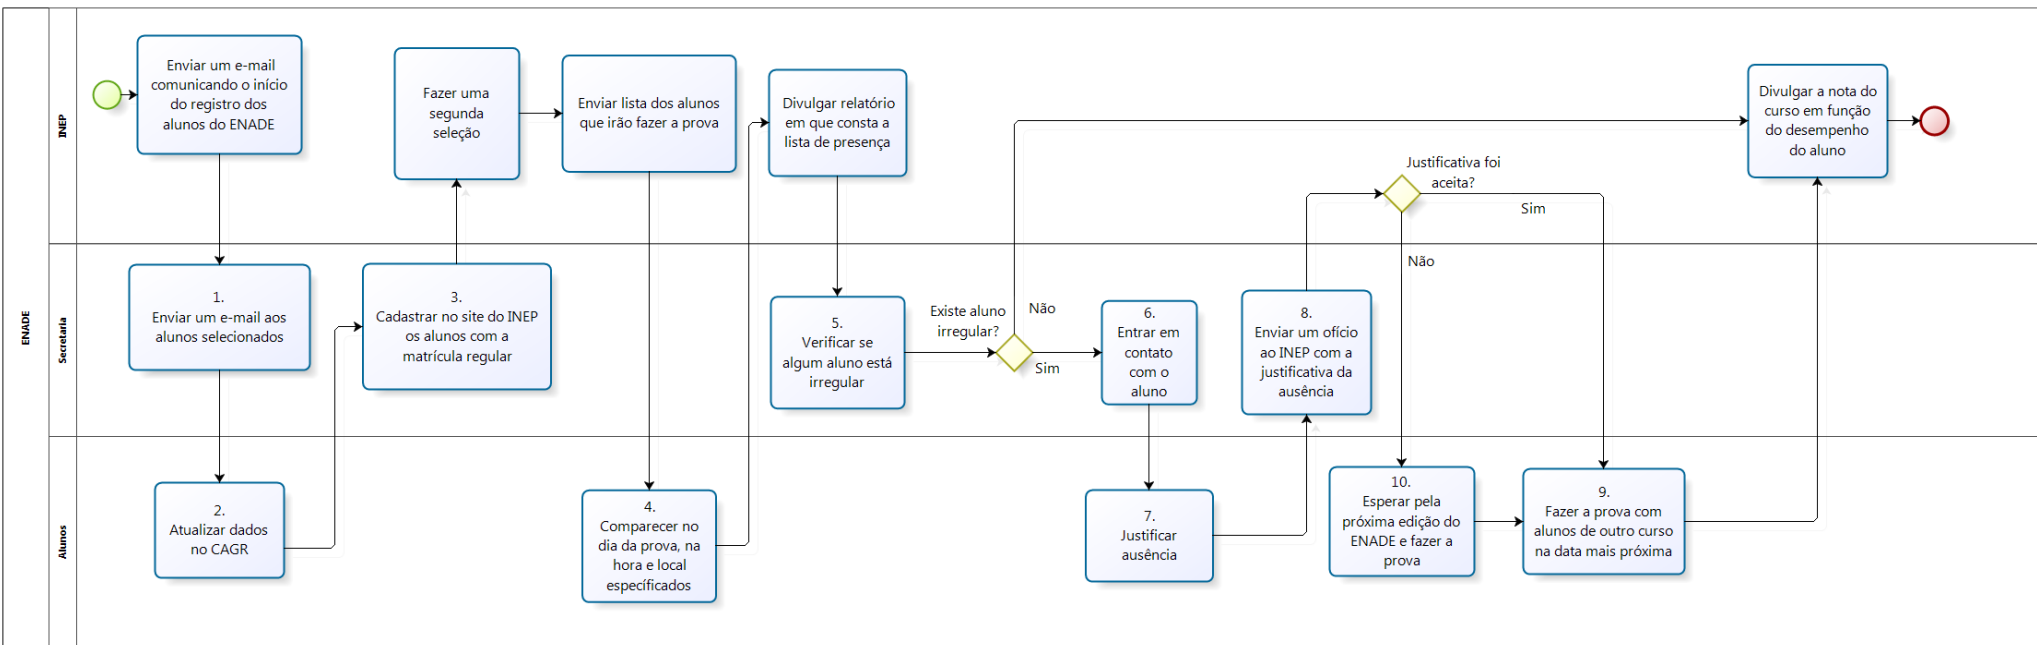 ENADE
INEP
Enviar um e-mail
comunicando o início
do registro dos
alunos do ENADE
Fazer uma
segunda
seleção
Enviar lista dos alunos
que irão fazer a prova
Divulgar relatório
em que consta a
lista de presença
Justificativa foi
aceita?
Sim
Não
Divulgar a nota do
curso em função
do desempenho
do aluno
Secretaria
1.
Enviar um e-mail aos
alunos selecionados
3.
Cadastrar no site do INEP
os alunos com a
matrícula regular
5.
Verificar se
algum aluno está
irregular
Existe aluno
irregular?
Não
Sim
6.
Entrar em
contato
com o
aluno
8.
Enviar um ofício
ao INEP com a
justificativa da
ausência
Alunos
2.
Atualizar dados
no CAGR
4.
Comparecer no
dia da prova, na
hora e local
específicados
7.
Justificar
ausência
10.
Esperar pela
próxima edição do
ENADE e fazer a
prova
9.
Fazer a prova com
alunos de outro curso
na data mais próxima